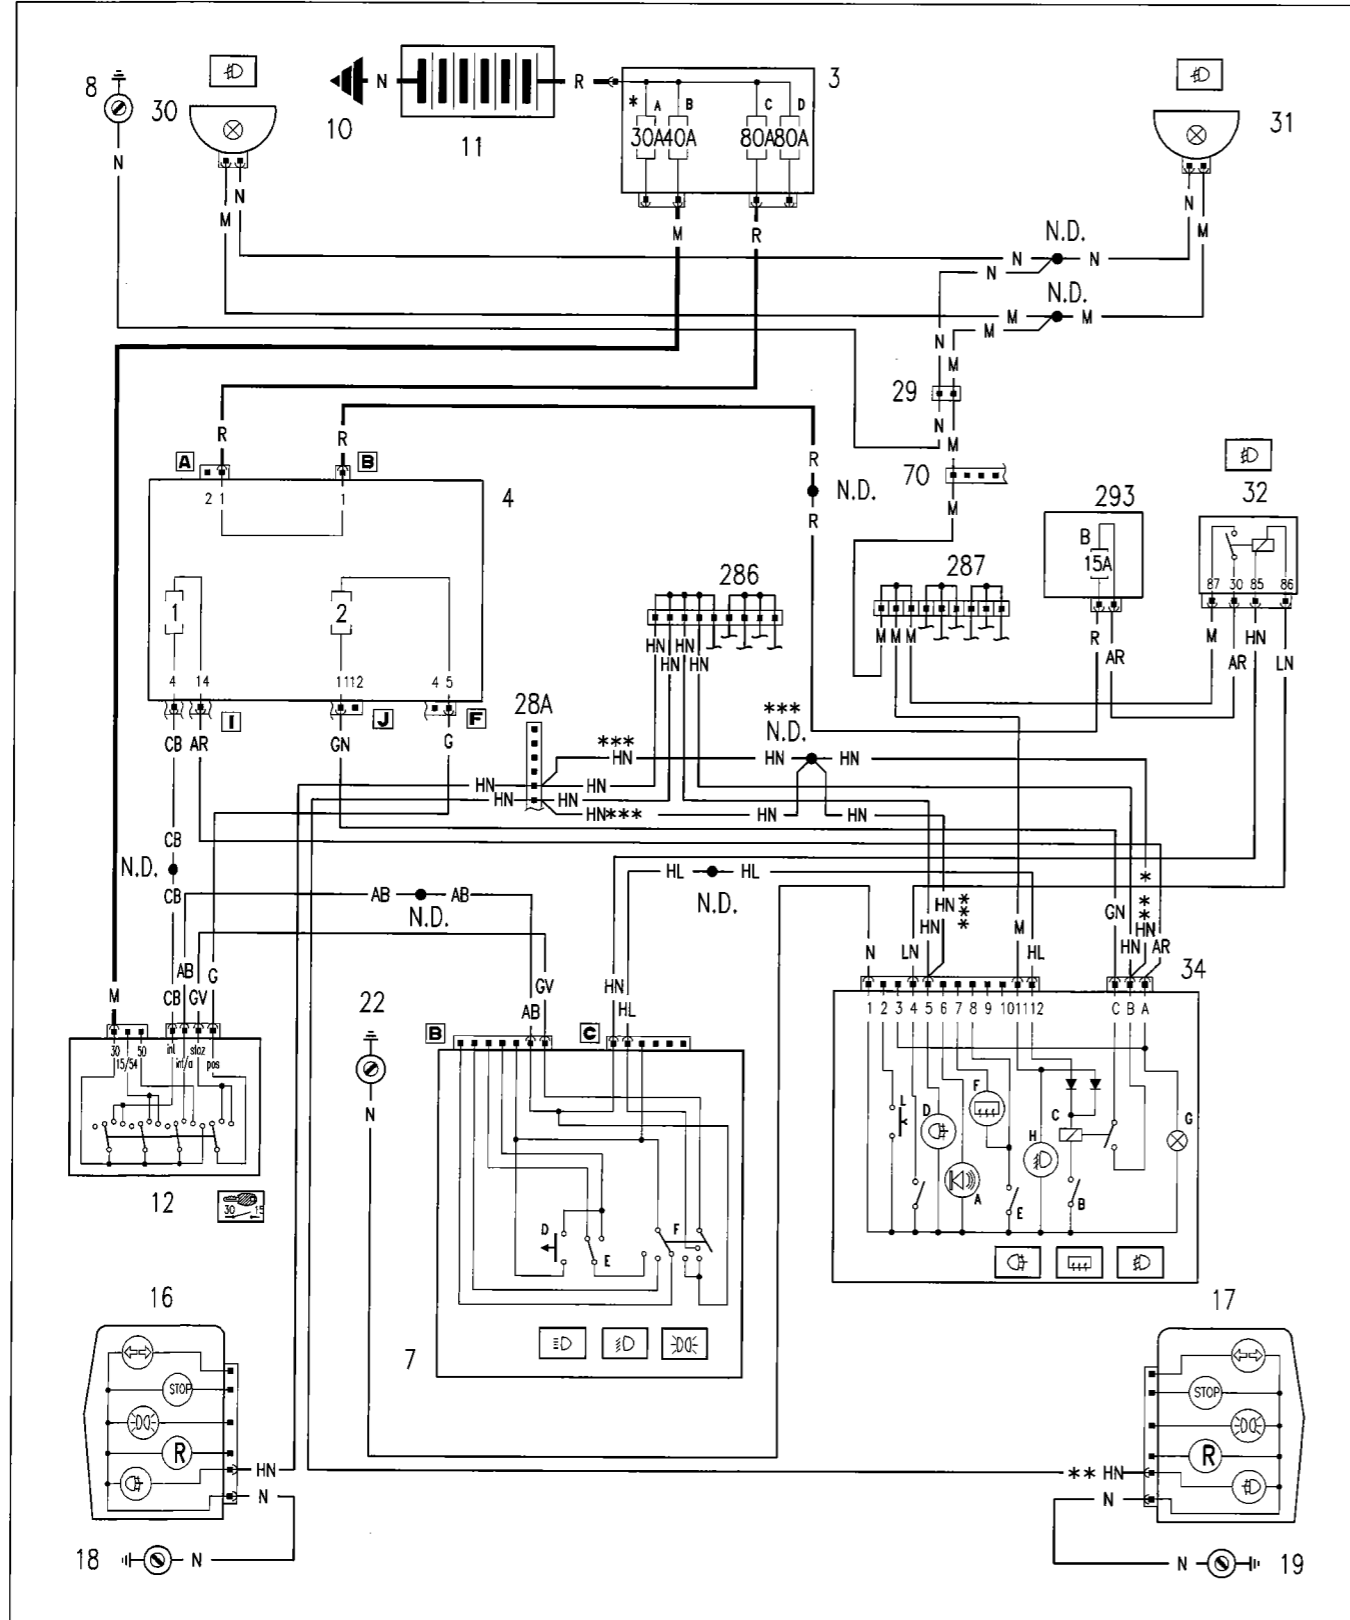 8
30
10
N
11
R
3
31
* A B C D
30A 40A 80A 80A
N
M N
M R
N M
N.D.
N N N
N.D.
M M M
N M
29
N M
70
M
R R
A B
2 1 1
4
R
N.D.
R
293
B
15A
R AR
32
87 30 85 86
M AR HN LN
1 2
4 14 11 12 4 5
I J F
CB AR GN G
286
HN HN HN HN
287
M M M
28A
*** HN
***
N.D.
HN HN
HN HN
HN HN
HN*** HN HN
CB
N.D.
CB
HL HL
N.D.
AB AB
N.D.
HN ***
HN
N LN M HL
GN HN * ** HN AR
34
M CB AB GV G
30 15/54 50 int int/a staz pos
12
30 15
22
N
AB GV HN HL
B C
D E F
7
1 2 3 4 5 6 7 8 9 10 11 12 C B A
L D F H C G
A E B
16
STOP
R
HN
N
18 N
17
STOP
R
** HN
N
N 19